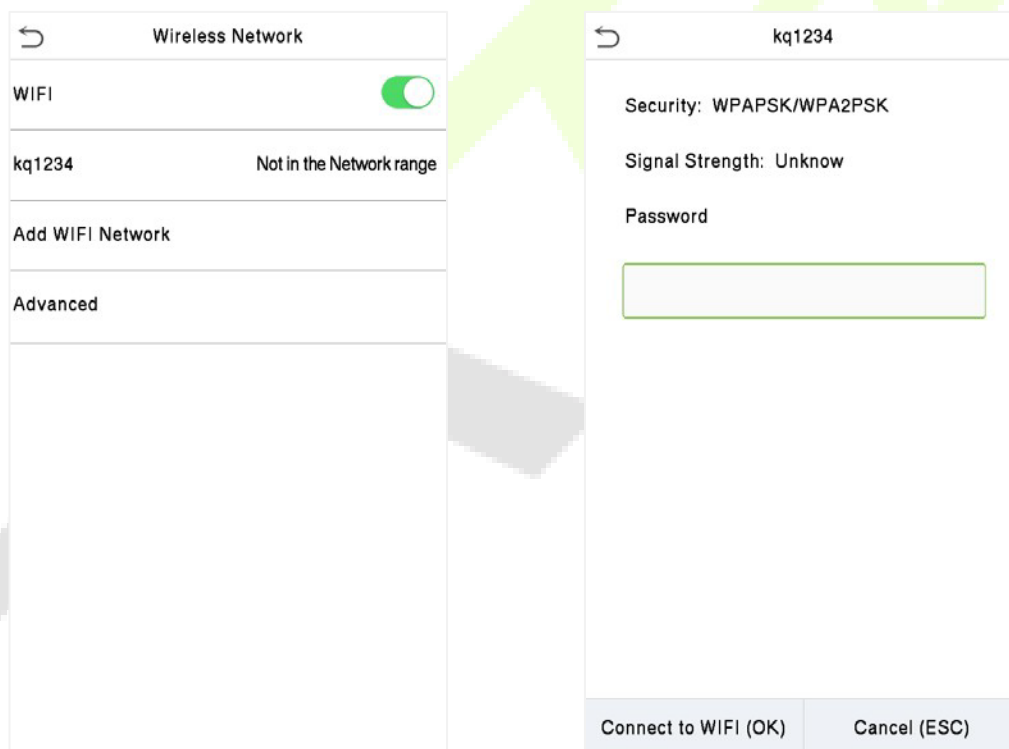 Wireless Network
WIFI
kq1234 Not in the Network range
Add WIFI Network
Advanced
kq1234
Security: WPAPSK/WPA2PSK
Signal Strength: Unknow
Password
Connect to WIFI (OK) Cancel (ESC)